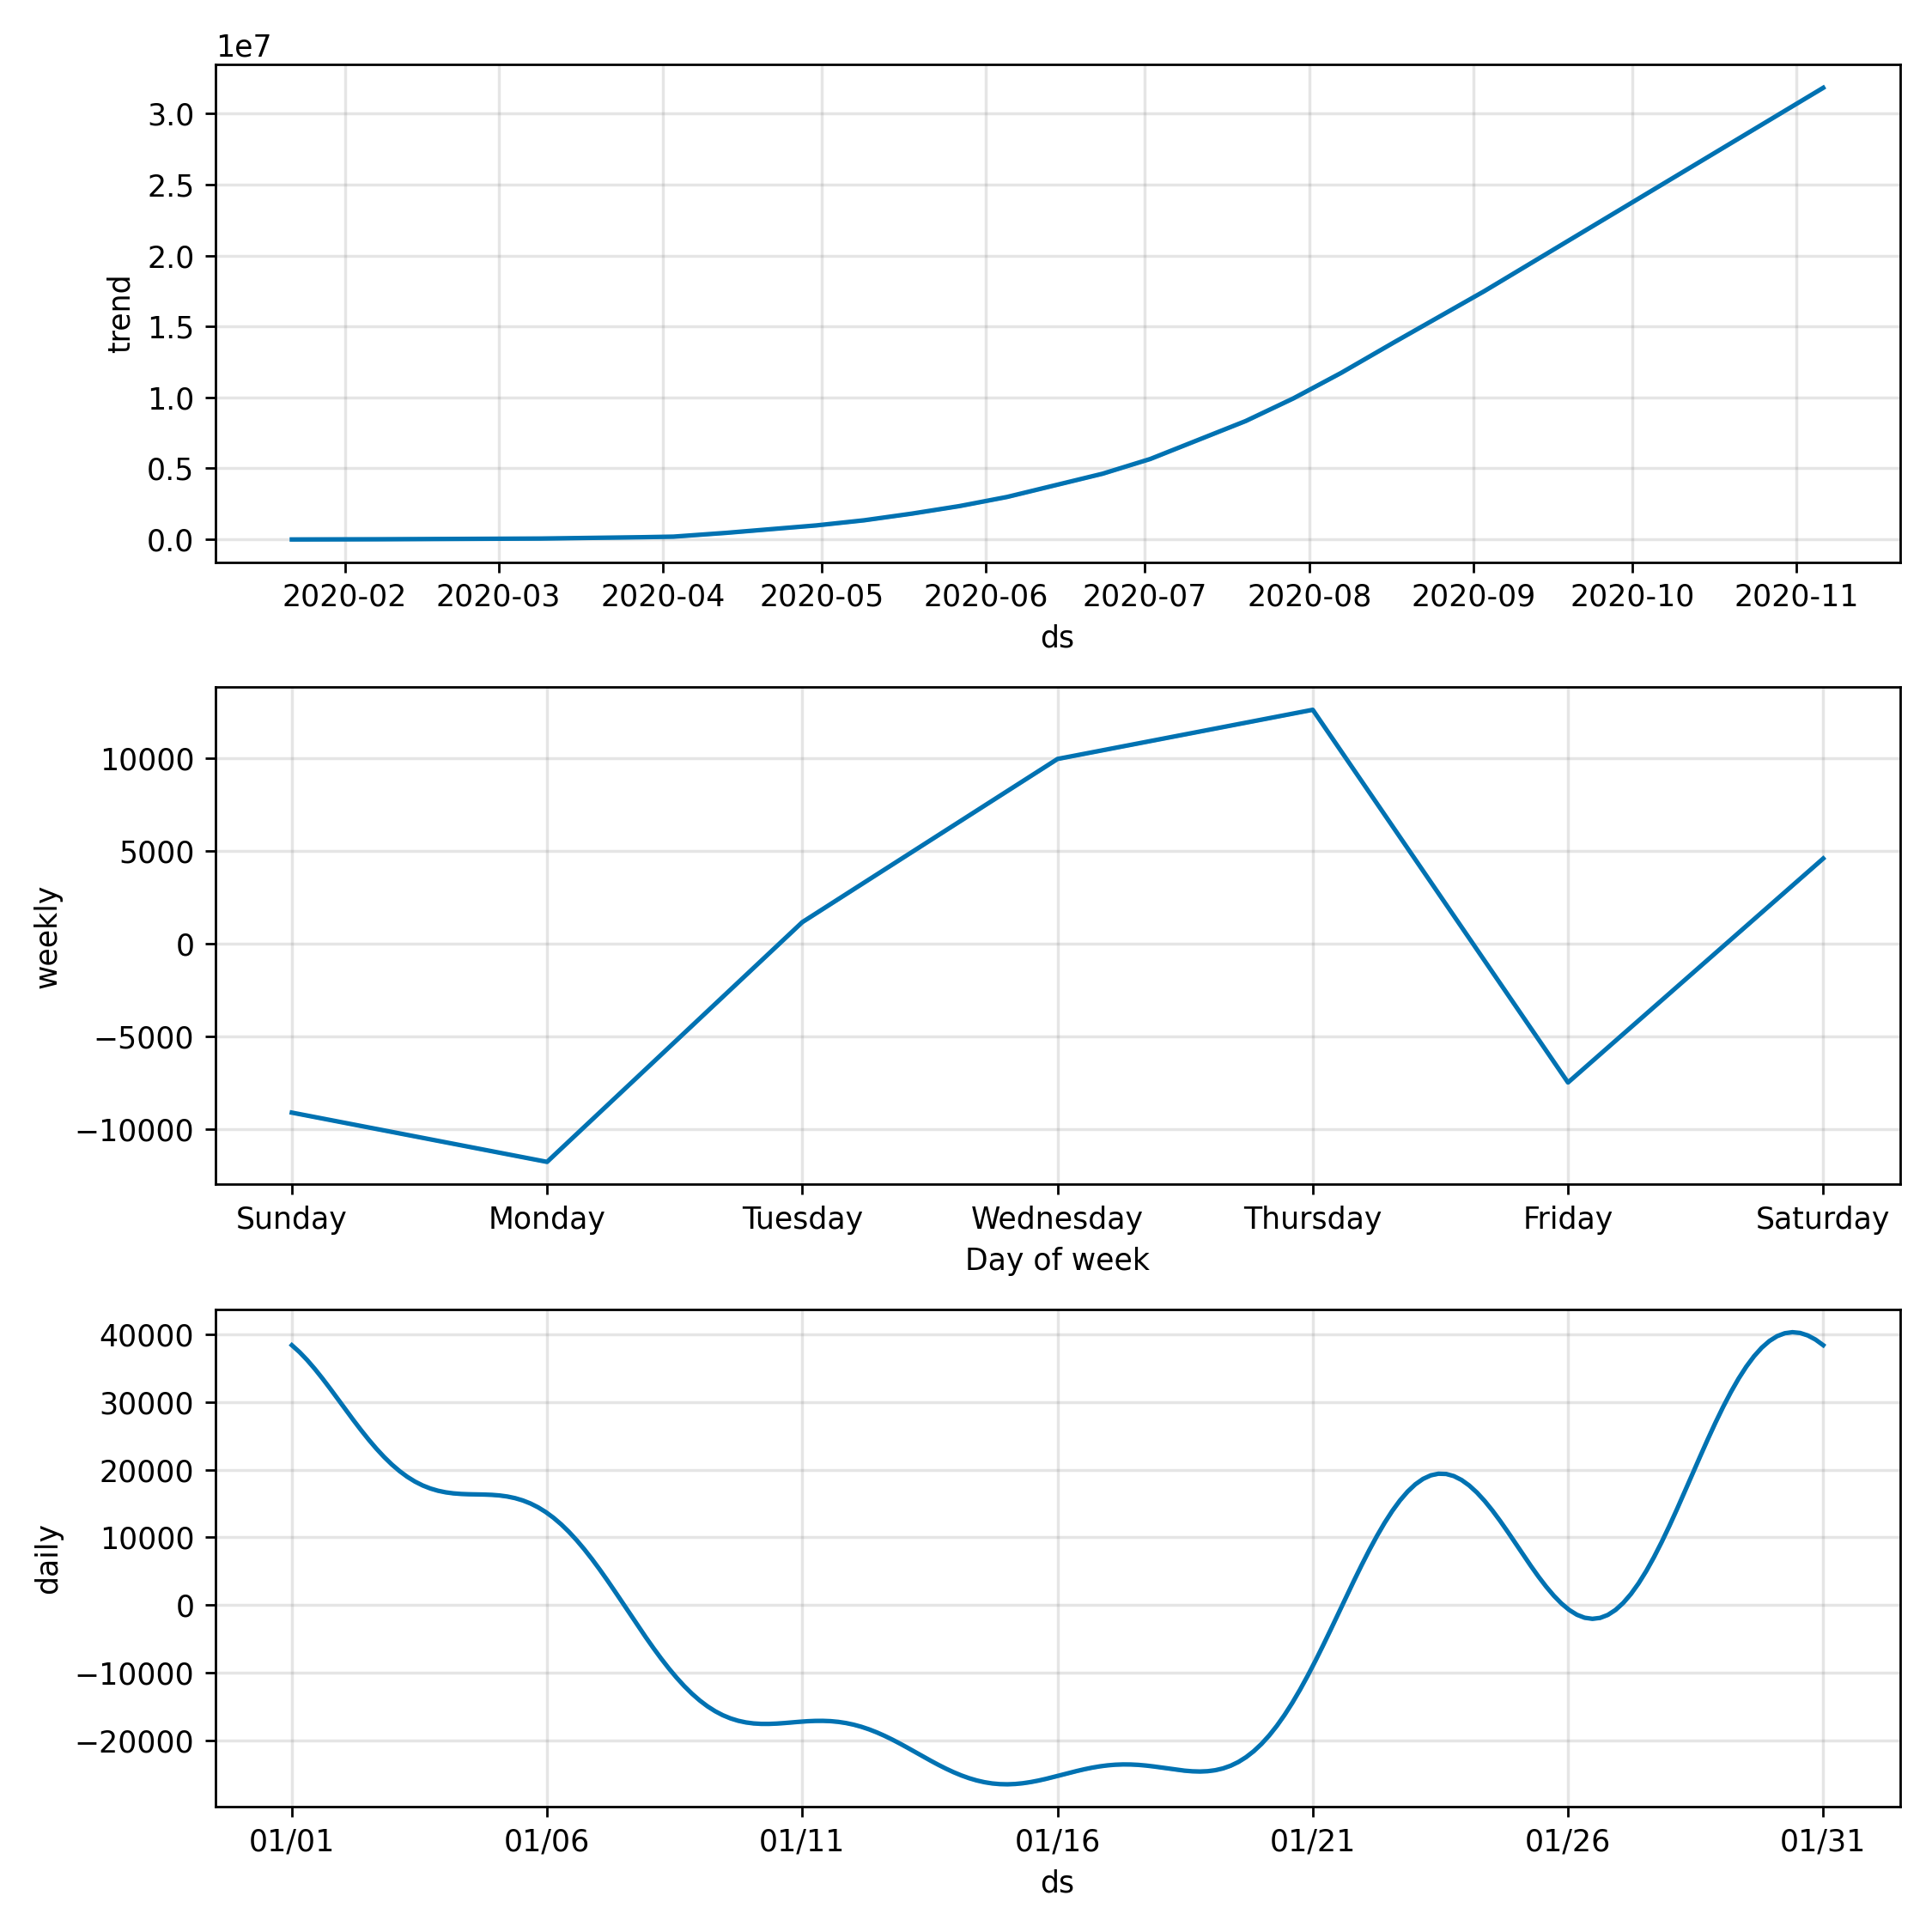 1e7
3.0
2.5
2.0
1.5
1.0
0.5
0.0
trend
2020-02 2020-03 2020-04 2020-05 2020-06 2020-07 2020-08 2020-09 2020-10 2020-11
ds
10000
5000
0
−5000
−10000
weekly
Sunday Monday Tuesday Wednesday Thursday Friday Saturday
Day of week
40000
30000
20000
10000
0
−10000
−20000
daily
01/01 01/06 01/11 01/16 01/21 01/26 01/31
ds